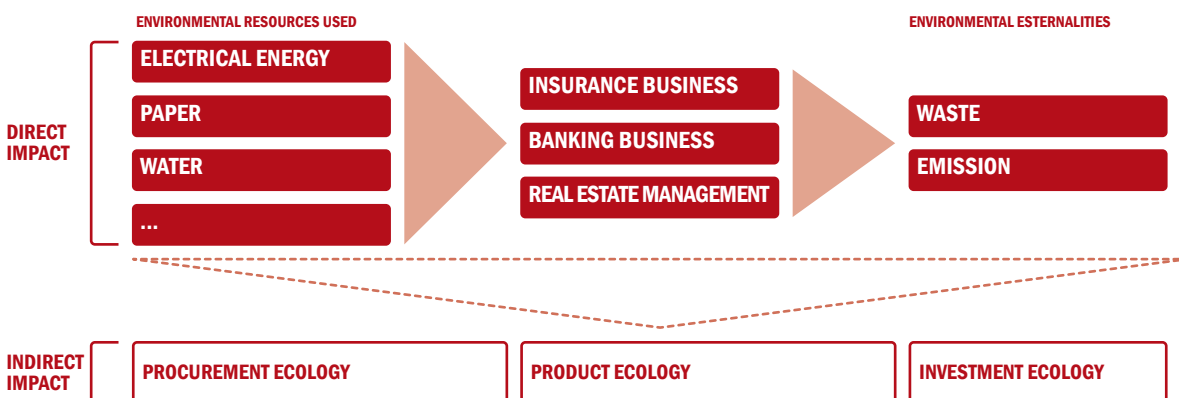 ENVIRONMENTAL RESOURCES USED
ENVIRONMENTAL ESTERNALITIES
DIRECT
IMPACT
ELECTRICAL ENERGY
PAPER
WATER
...
INSURANCE BUSINESS
BANKING BUSINESS
REAL ESTATE MANAGEMENT
WASTE
EMISSION
INDIRECT
IMPACT
PROCUREMENT ECOLOGY
PRODUCT ECOLOGY
INVESTMENT ECOLOGY